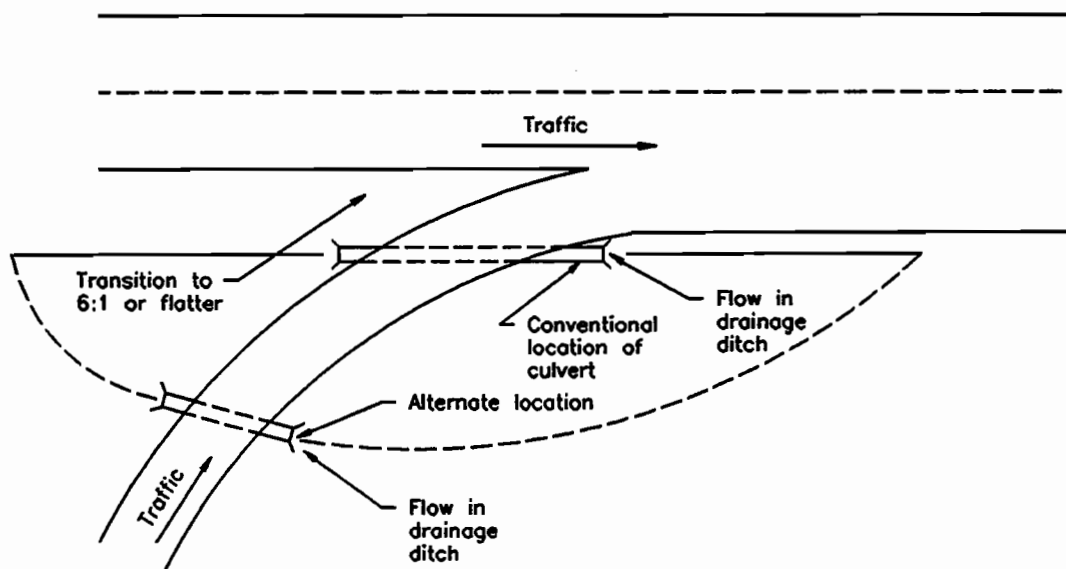 Traffic
Transition to
6:1 or flatter
Flow in
drainage
ditch
Conventional
location of
culvert
Alternate location
Traffic
Flow in
drainage
ditch